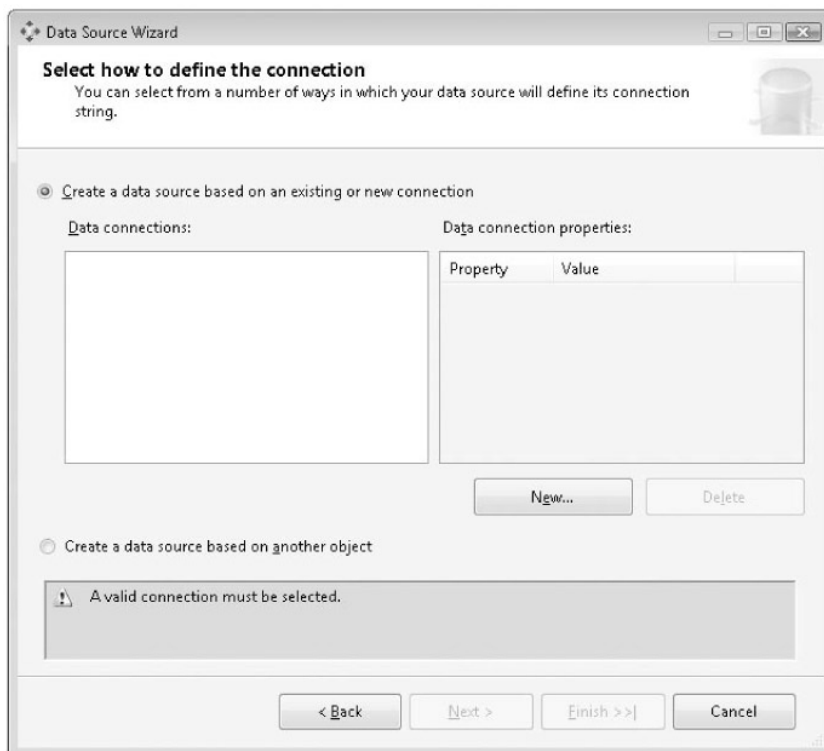 Data Source Wizard
Select how to define the connection
You can select from a number of ways in which your data source will define its connection
string.
Create a data source based on an existing or new connection
Data connections:
Data connection properties:
Property Value
New...
Delete
Create a data source based on another object
A valid connection must be selected.
< Back
Next >
Finish >>|
Cancel